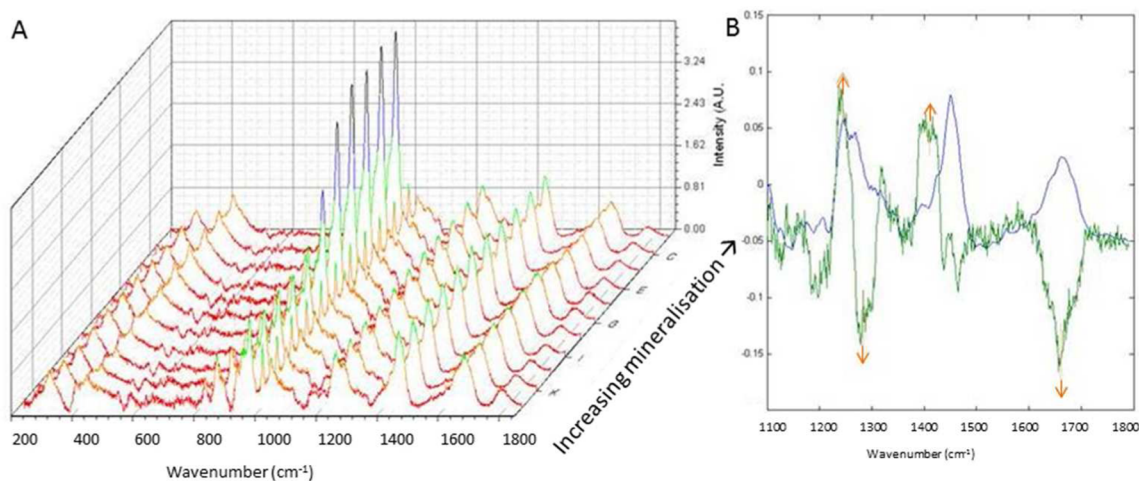 A
3.24
2.43
1.62
0.81
0.00
Intensity (A.U.
C
E
G
I
K
Increasing mineralisation →
200 400 600 800 1000 1200 1400 1600 1800
Wavenumber (cm⁻¹)
B
0.15
0.1
0.05
0
-0.05
-0.1
-0.15
1100 1200 1300 1400 1500 1600 1700 1800
Wavenumber (cm⁻¹)